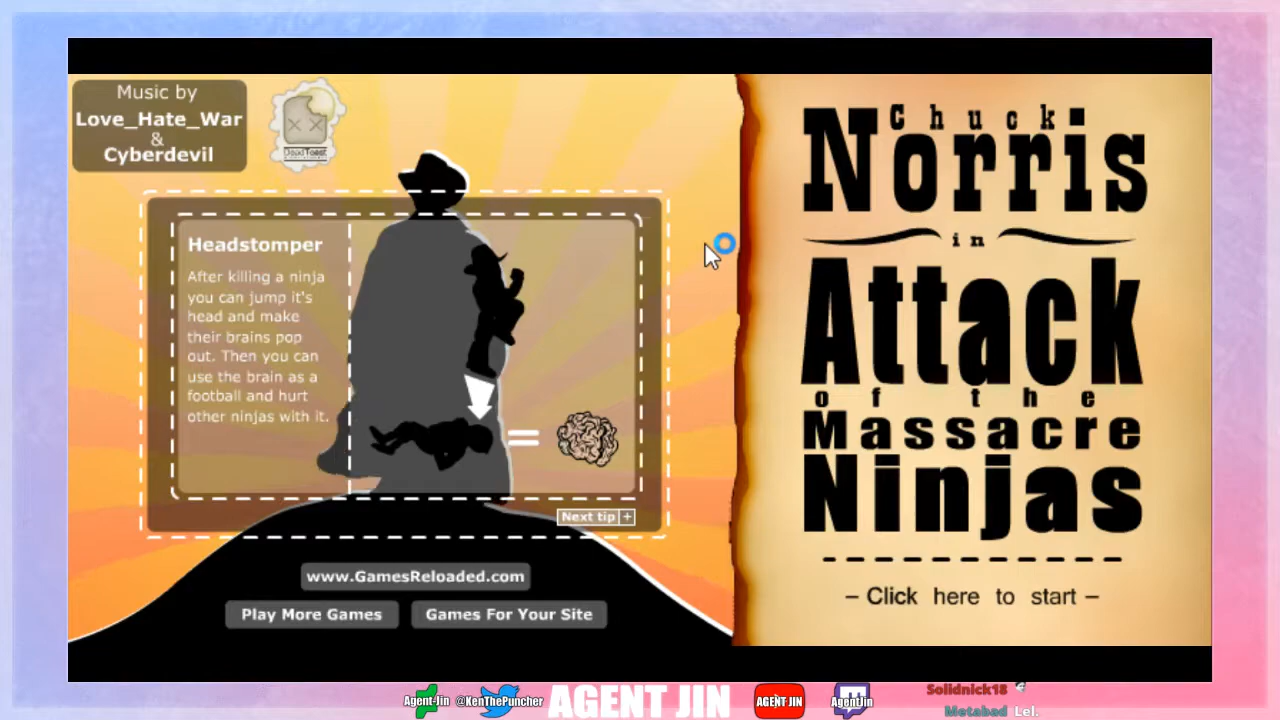 Music by
Love_Hate_War
&
Cyberdevil
DeadToast
Headstomper
After killing a ninja
you can jump it's
head and make
their brains pop
out. Then you can
use the brain as a
football and hurt
other ninjas with it.
=
Next tip +
www.GamesReloaded.com
Play More Games
Games For Your Site
Chuck
Norris
in
Attack
of the
Massacre
Ninjas
– Click here to start –
Agent-Jin
@KenThePuncher
AGENT JIN
AGENT JIN
AgentJin
Solidnick18
Metabad Lel.